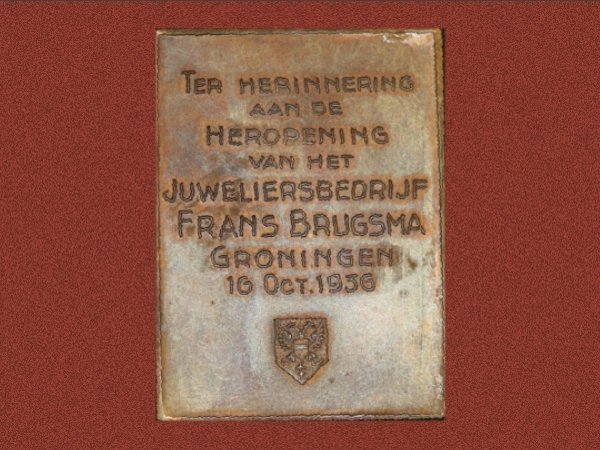 TER HERINNERING
AAN DE
HEROPENING
VAN HET
JUWELIERSBEDRIJF
FRANS BRUGSMA
GRONINGEN
16 OCT. 1936